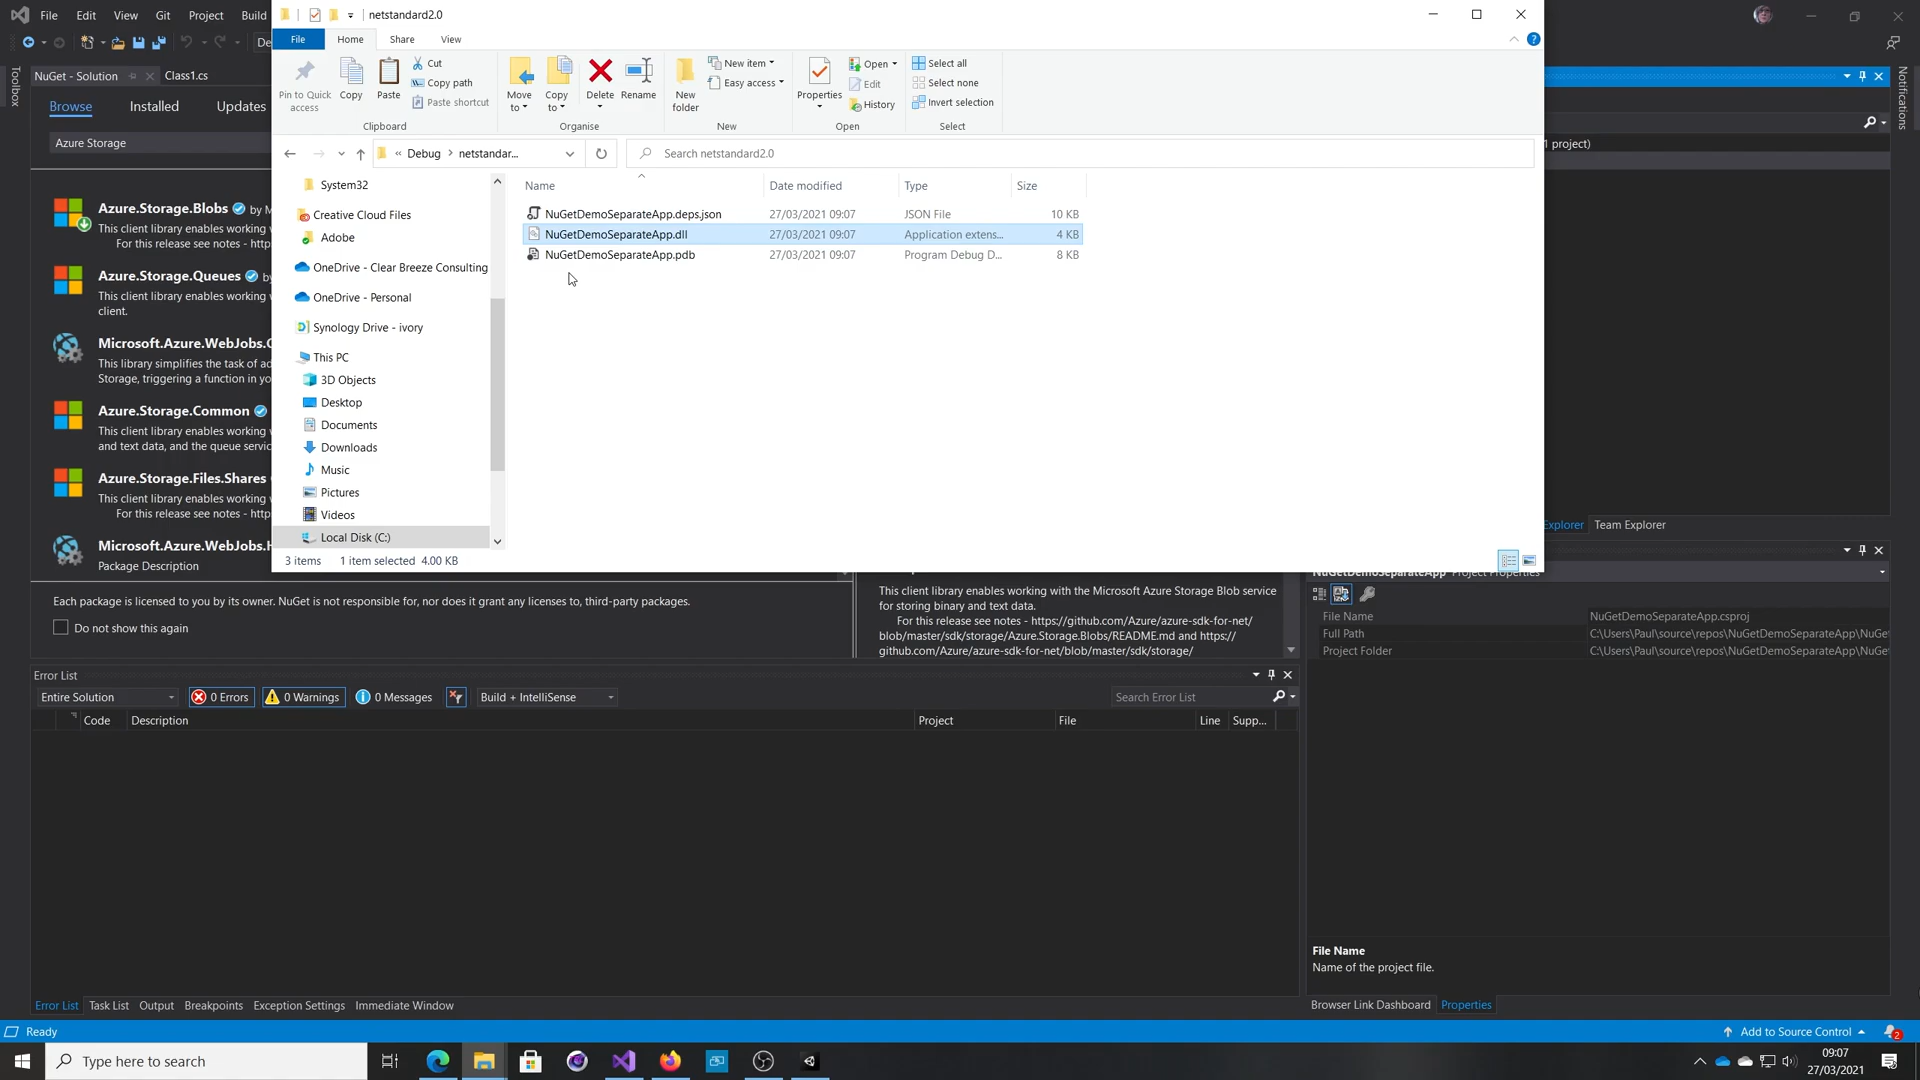 File Edit View Git Project Build
netstandard2.0
File Home Share View
De
NuGet - Solution Class1.cs
Browse Installed Updates
Azure Storage
Pin to Quick access
Copy
Paste
Cut
Copy path
Paste shortcut
Clipboard
Move to
Copy to
Delete
Rename
Organise
New folder
New item
Easy access
New
Properties
Open
Edit
History
Open
Select all
Select none
Invert selection
Select
« Debug > netstandar...
Search netstandard2.0
Name Date modified Type Size
NuGetDemoSeparateApp.deps.json 27/03/2021 09:07 JSON File 10 KB
NuGetDemoSeparateApp.dll 27/03/2021 09:07 Application extens... 4 KB
NuGetDemoSeparateApp.pdb 27/03/2021 09:07 Program Debug D... 8 KB
System32
Creative Cloud Files
Adobe
OneDrive - Clear Breeze Consulting
OneDrive - Personal
Synology Drive - ivory
This PC
3D Objects
Desktop
Documents
Downloads
Music
Pictures
Videos
Local Disk (C:)
3 items 1 item selected 4.00 KB
Toolbox
Notifications
1 project)
Explorer Team Explorer
Azure.Storage.Blobs by M
This client library enables working
For this release see notes - http
Azure.Storage.Queues by
This client library enables working
client.
Microsoft.Azure.WebJobs.
This library simplifies the task of ad
Storage, triggering a function in yo
Azure.Storage.Common
This client library enables working
and text data, and the queue servic
Azure.Storage.Files.Shares
This client library enables working
For this release see notes - http
Microsoft.Azure.WebJobs.
Package Description
Each package is licensed to you by its owner. NuGet is not responsible for, nor does it grant any licenses to, third-party packages.
Do not show this again
This client library enables working with the Microsoft Azure Storage Blob service
for storing binary and text data.
For this release see notes - https://github.com/Azure/azure-sdk-for-net/
blob/master/sdk/storage/Azure.Storage.Blobs/README.md and https://
github.com/Azure/azure-sdk-for-net/blob/master/sdk/storage/
NuGetDemoSeparateApp Project Properties
File Name NuGetDemoSeparateApp.csproj
Full Path C:\Users\Paul\source\repos\NuGetDemoSeparateApp\NuGet
Project Folder C:\Users\Paul\source\repos\NuGetDemoSeparateApp\NuGet
Error List
Entire Solution 0 Errors 0 Warnings 0 Messages Build + IntelliSense Search Error List
Code Description Project File Line Supp...
File Name
Name of the project file.
Error List Task List Output Breakpoints Exception Settings Immediate Window
Browser Link Dashboard Properties
Ready
Add to Source Control
2
Type here to search
09:07
27/03/2021